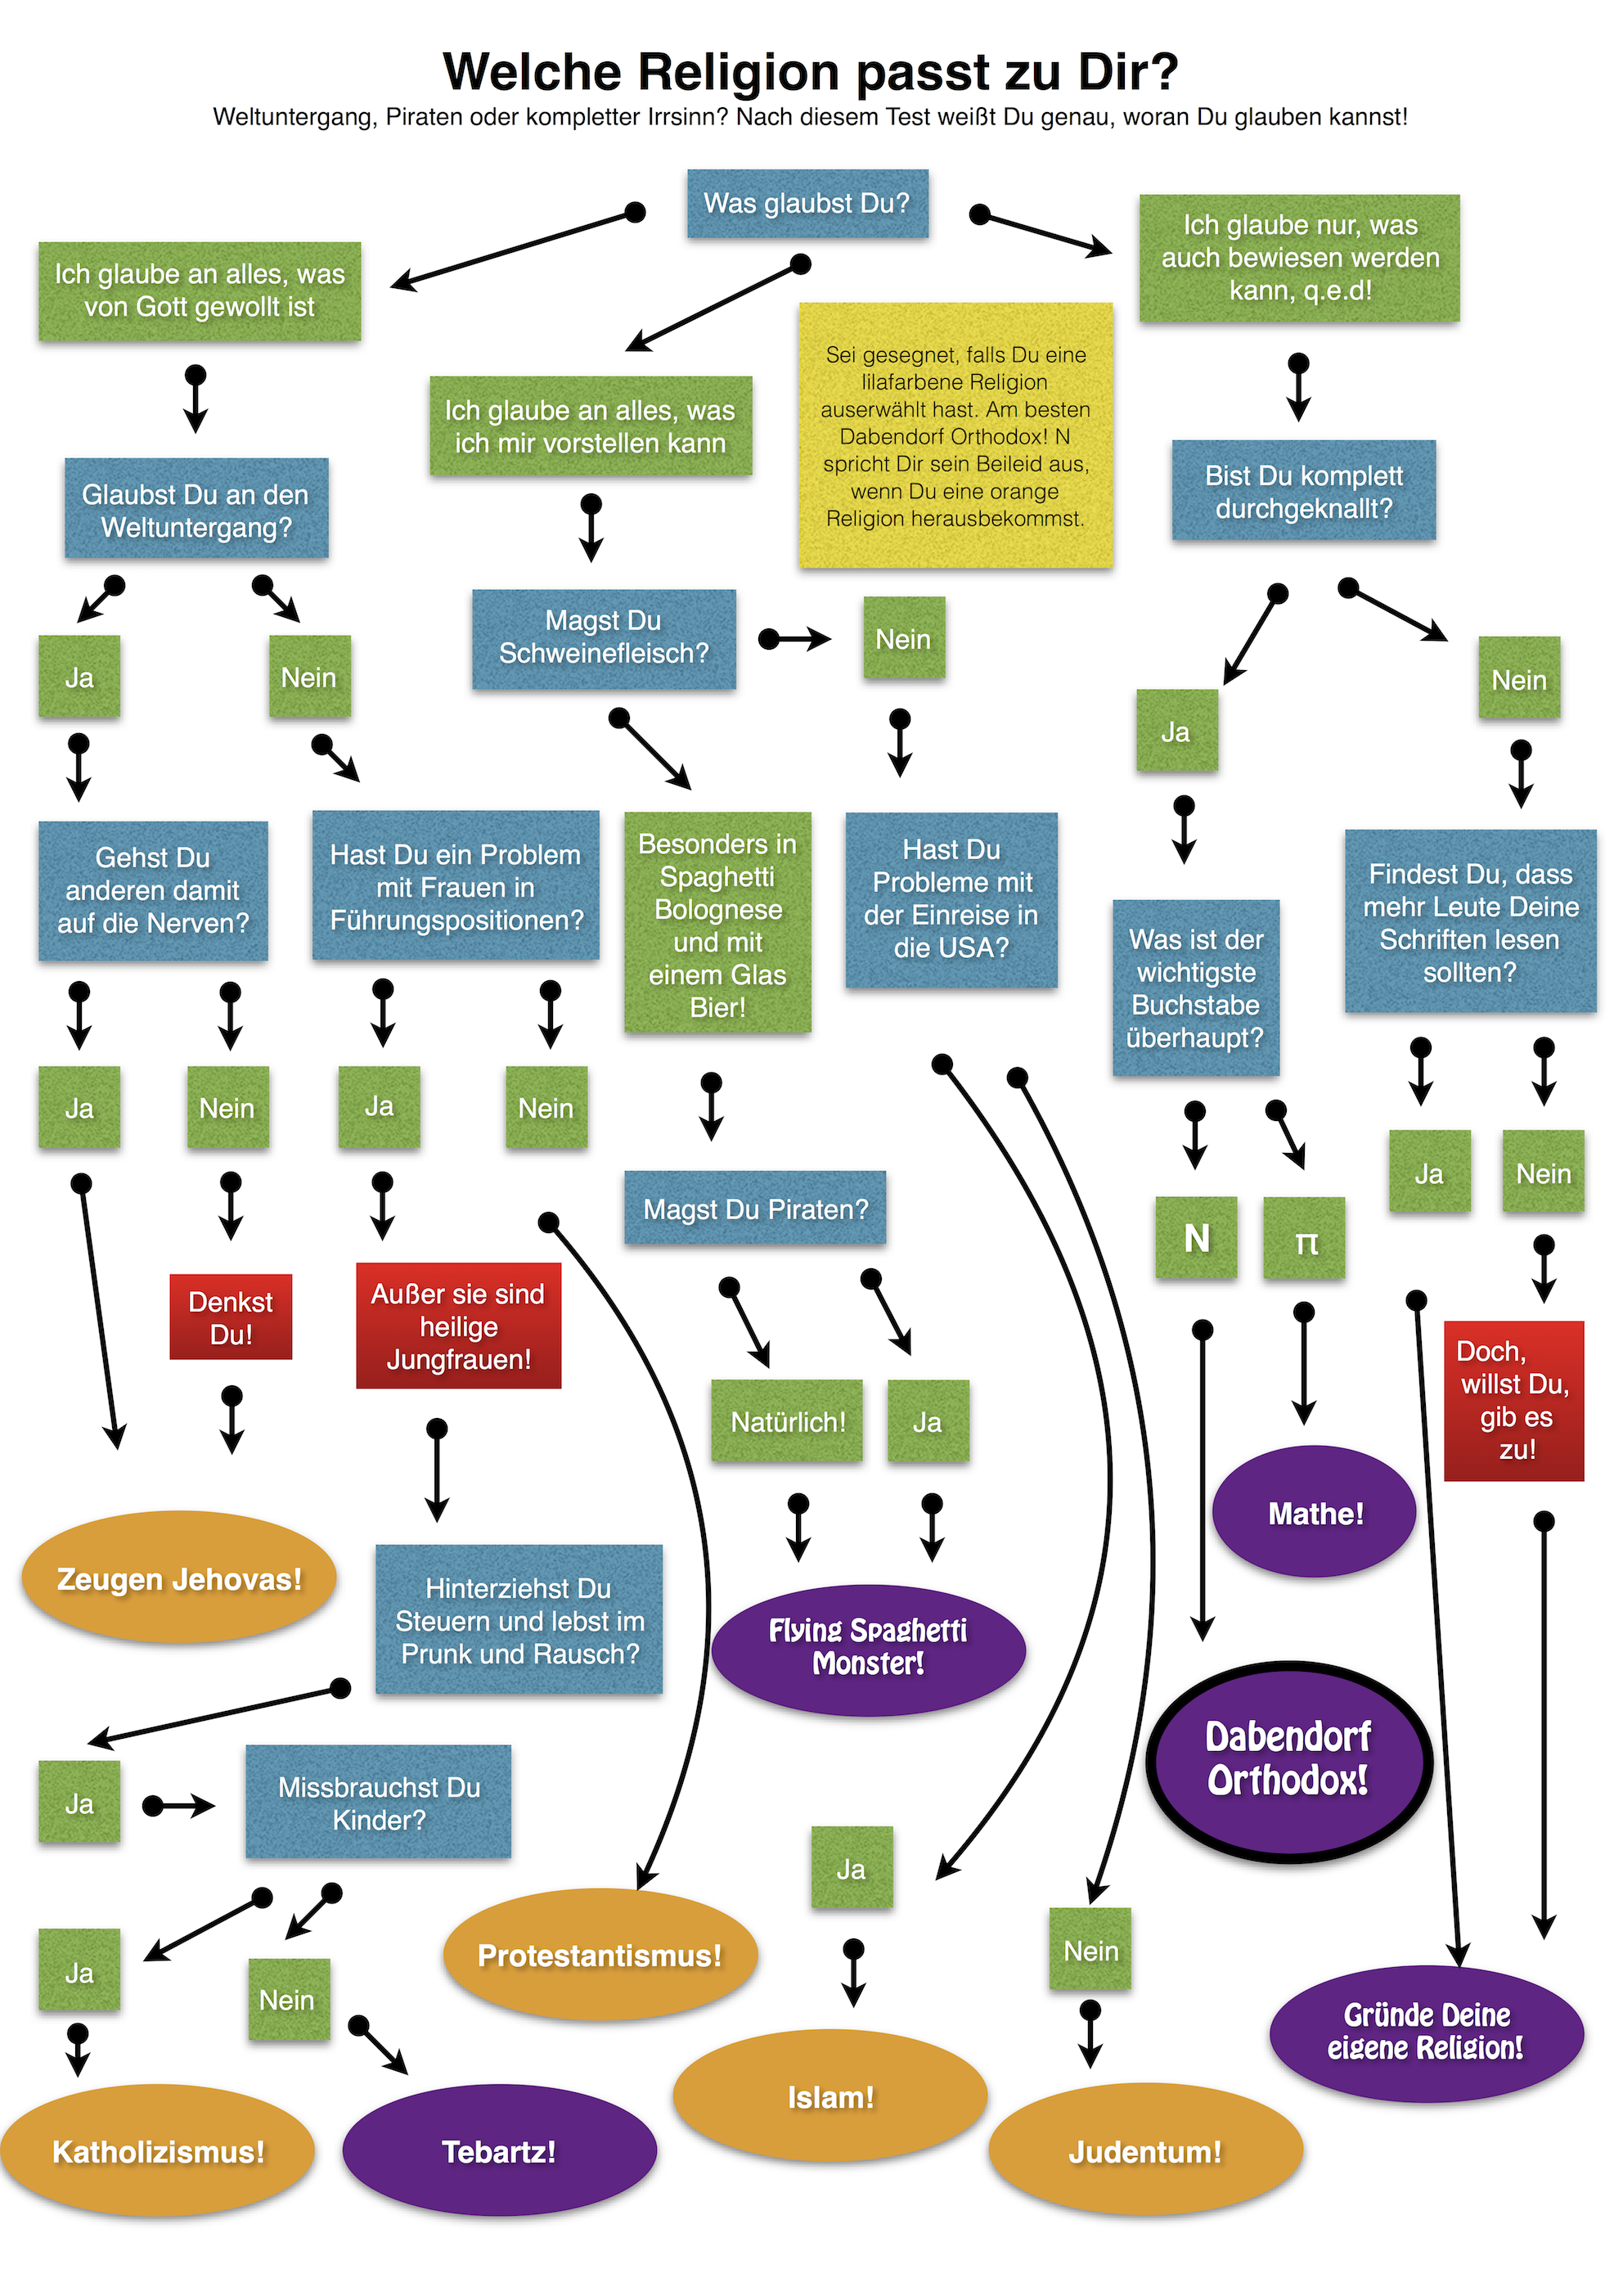 Welche Religion passt zu Dir?
Weltuntergang, Piraten oder kompletter Irrsinn? Nach diesem Test weißt Du genau, woran Du glauben kannst!
Was glaubst Du?
Ich glaube an alles, was
von Gott gewollt ist
Ich glaube an alles, was
ich mir vorstellen kann
Ich glaube nur, was
auch bewiesen werden
kann, q.e.d!
Sei gesegnet, falls Du eine
lilafarbene Religion
auserwählt hast. Am besten
Dabendorf Orthodox! N
spricht Dir sein Beileid aus,
wenn Du eine orange
Religion herausbekommst.
Glaubst Du an den
Weltuntergang?
Bist Du komplett
durchgeknallt?
Magst Du
Schweinefleisch?
Nein
Ja
Nein
Ja
Nein
Gehst Du
anderen damit
auf die Nerven?
Hast Du ein Problem
mit Frauen in
Führungspositionen?
Besonders in
Spaghetti
Bolognese
und mit
einem Glas
Bier!
Hast Du
Probleme mit
der Einreise in
die USA?
Was ist der
wichtigste
Buchstabe
überhaupt?
Findest Du, dass
mehr Leute Deine
Schriften lesen
sollten?
Ja
Nein
Ja
Nein
Magst Du Piraten?
N
π
Ja
Nein
Denkst
Du!
Außer sie sind
heilige
Jungfrauen!
Natürlich!
Ja
Doch,
willst Du,
gib es
zu!
Mathe!
Zeugen Jehovas!
Hinterziehst Du
Steuern und lebst im
Prunk und Rausch?
Flying Spaghetti
Monster!
Dabendorf
Orthodox!
Ja
Missbrauchst Du
Kinder?
Ja
Nein
Ja
Nein
Protestantismus!
Gründe Deine
eigene Religion!
Katholizismus!
Tebartz!
Islam!
Judentum!